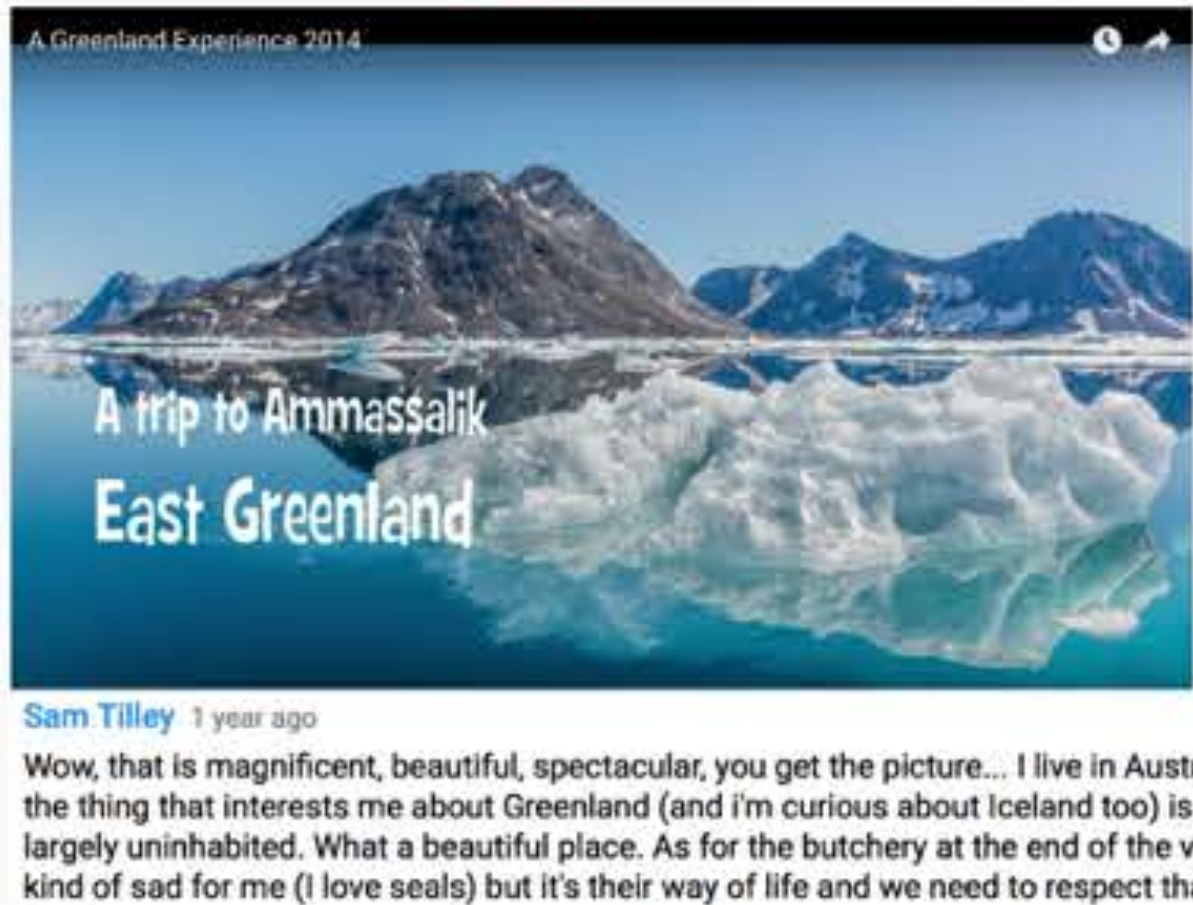 A Greenland Experience 2014
A trip to Ammassalik
East Greenland
Sam Tilley 1 year ago
Wow, that is magnificent, beautiful, spectacular, you get the picture... I live in Austr
the thing that interests me about Greenland (and i'm curious about Iceland too) is
largely uninhabited. What a beautiful place. As for the butchery at the end of the v
kind of sad for me (I love seals) but it's their way of life and we need to respect tha